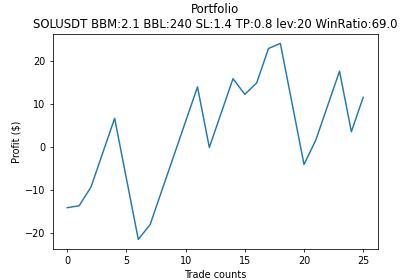 Portfolio
SOLUSDT BBM:2.1 BBL:240 SL:1.4 TP:0.8 lev:20 WinRatio:69.0
20
10
0
−10
−20
Profit ($)
0 5 10 15 20 25
Trade counts